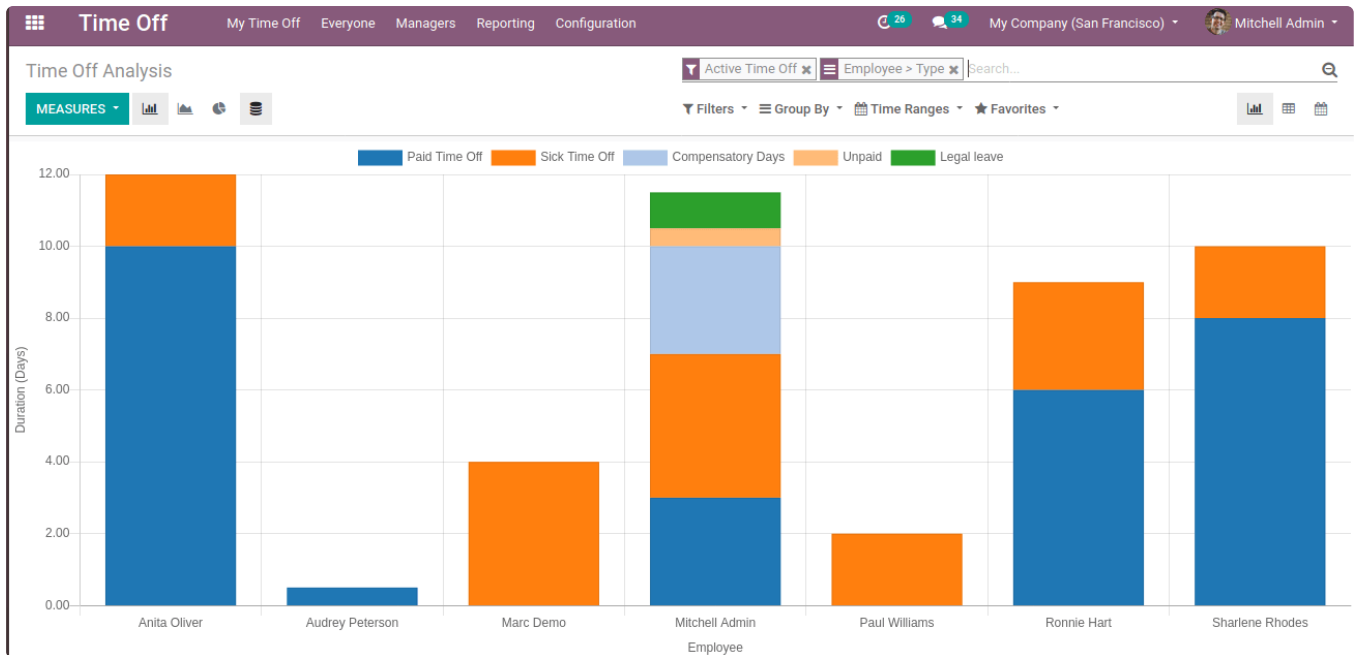 Time Off My Time Off Everyone Managers Reporting Configuration 26 34 My Company (San Francisco) Mitchell Admin
Time Off Analysis Active Time Off Employee > Type Search...
MEASURES Filters Group By Time Ranges Favorites
Paid Time Off Sick Time Off Compensatory Days Unpaid Legal leave
12.00
10.00
8.00
6.00
4.00
2.00
0.00
Duration (Days)
Anita Oliver Audrey Peterson Marc Demo Mitchell Admin Paul Williams Ronnie Hart Sharlene Rhodes
Employee